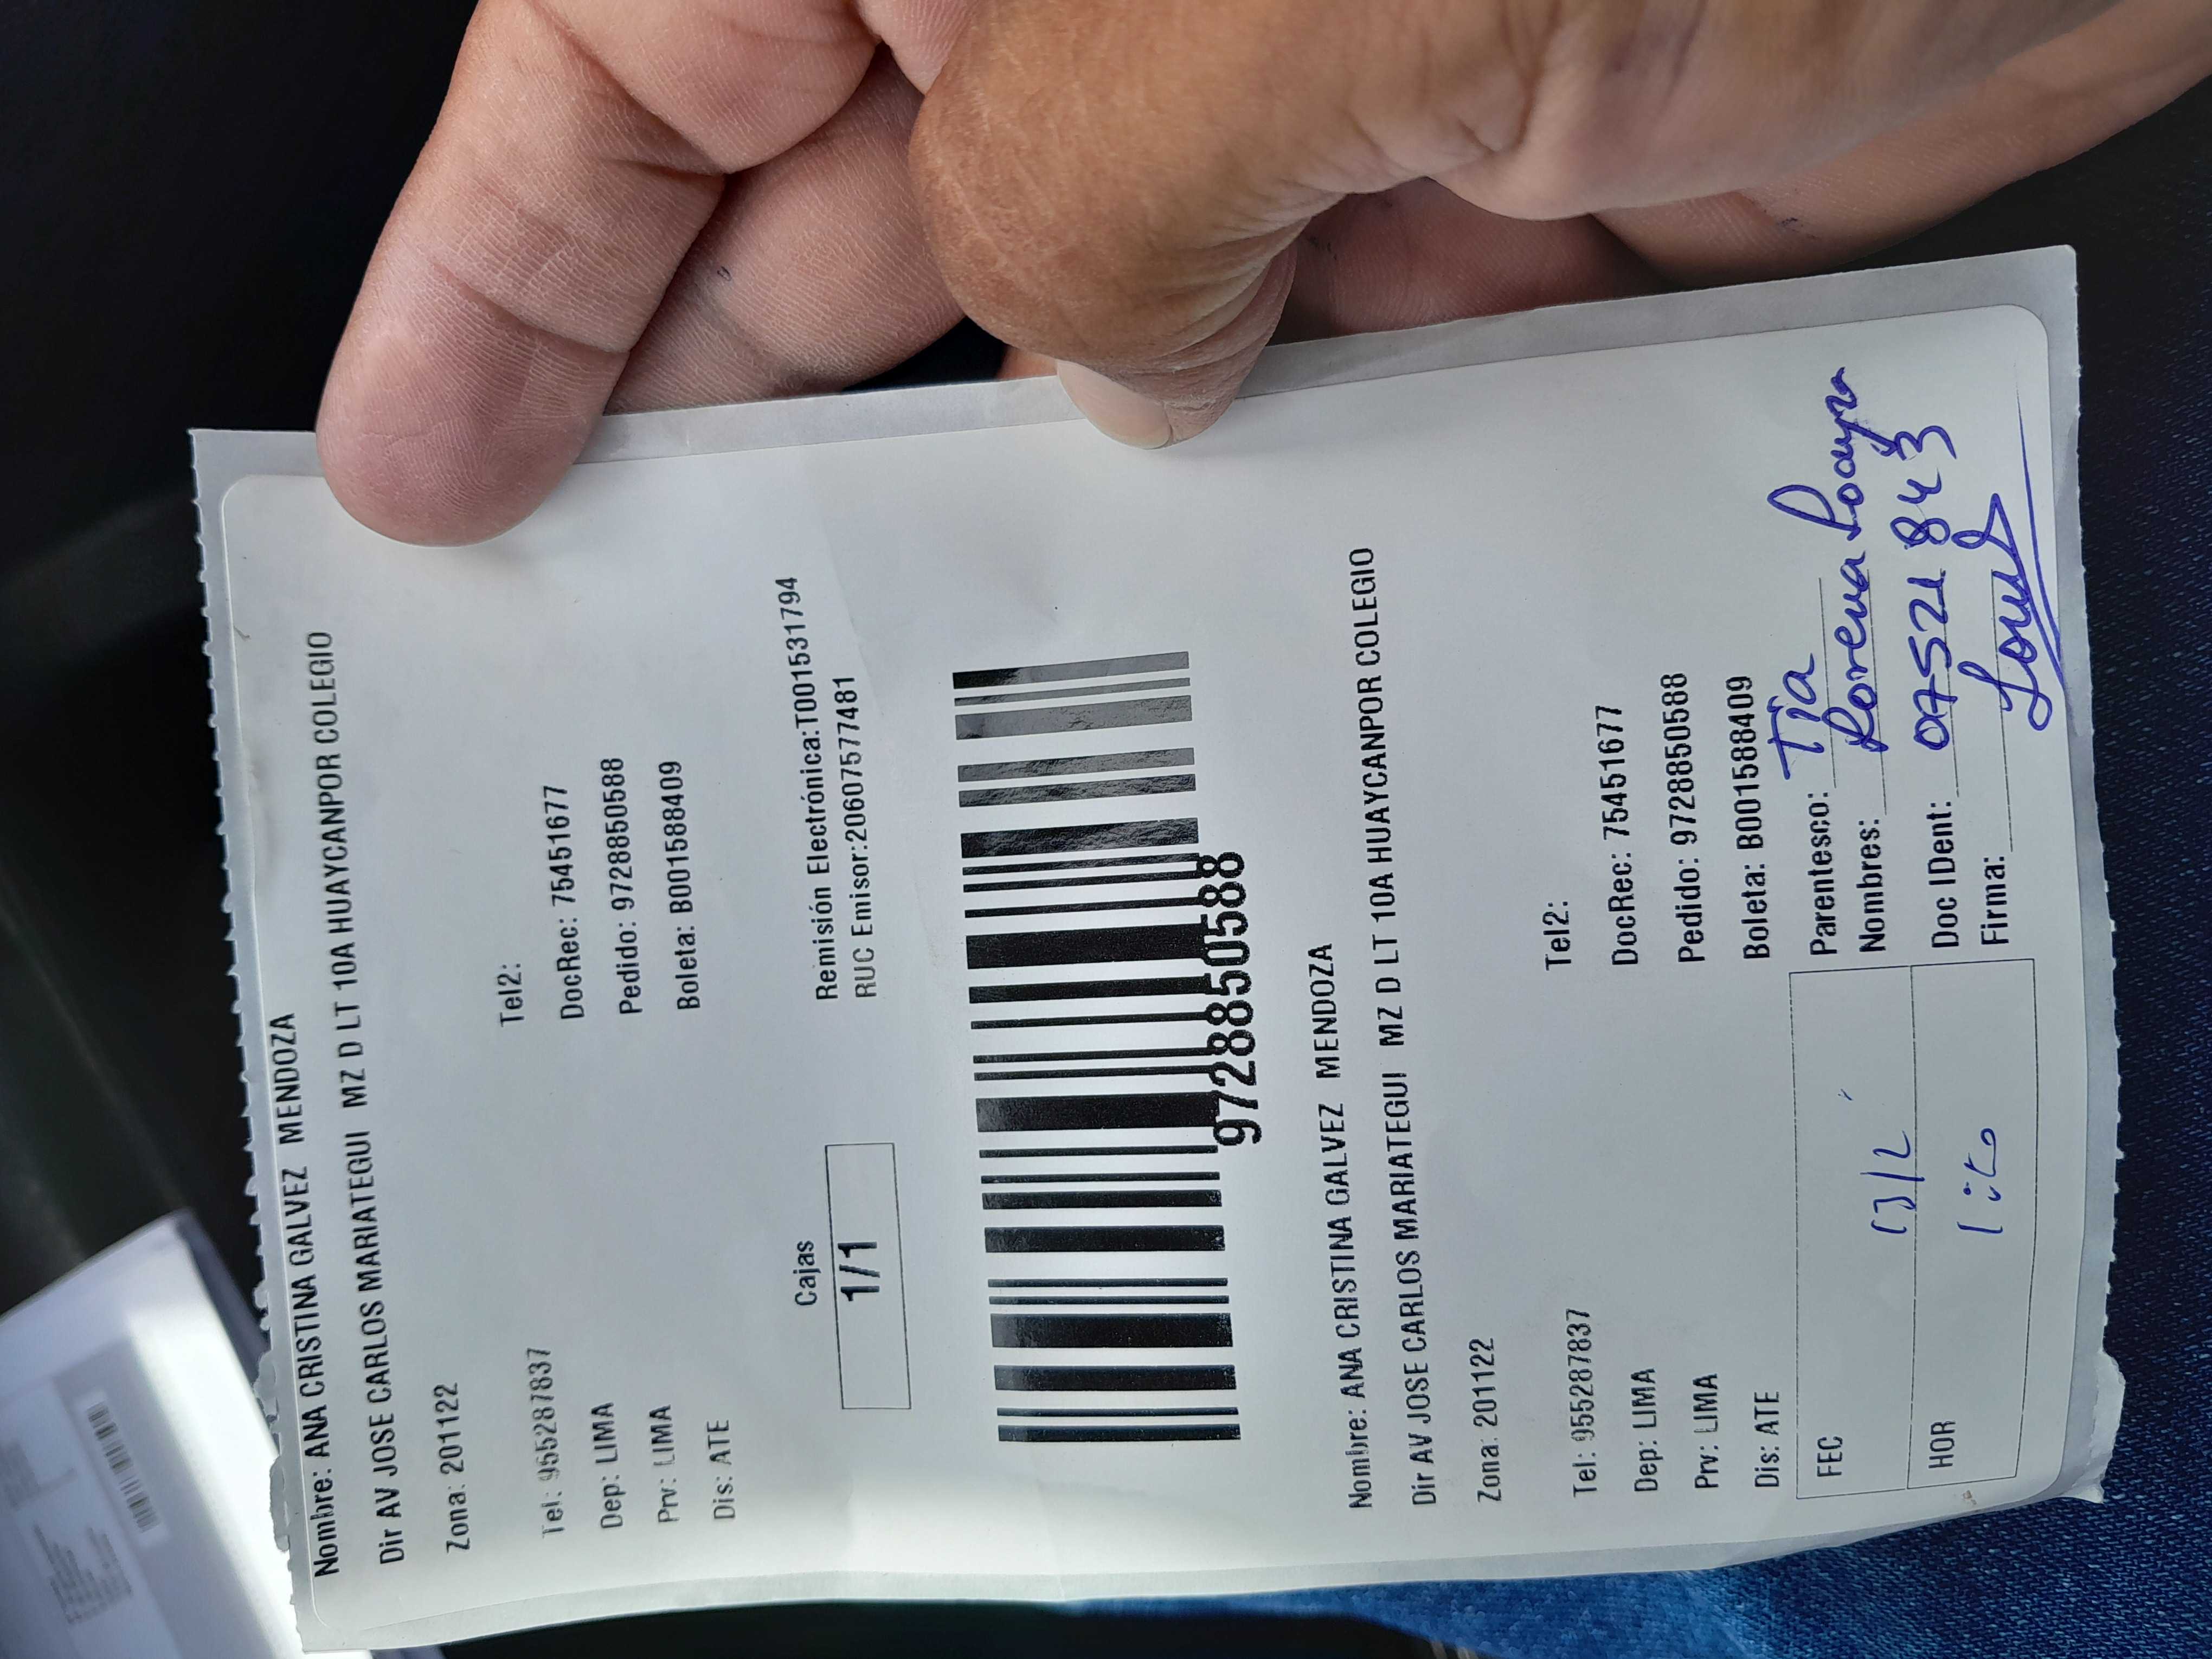 Nombre: ANA CRISTINA GALVEZ MENDOZA
Dir AV JOSE CARLOS MARIATEGUI MZ D LT 10A HUAYCANPOR COLEGIO
Zona: 201122
Tel: 955287837 Tel2:
Dep: LIMA DocRec: 75451677
Prv: LIMA Pedido: 9728850588
Dis: ATE Boleta: B001588409
Cajas
1/1
Remisión Electrónica:T001531794
RUC Emisor:20607577481
9728850588
Nombre: ANA CRISTINA GALVEZ MENDOZA
Dir AV JOSE CARLOS MARIATEGUI MZ D LT 10A HUAYCANPOR COLEGIO
Zona: 201122
Tel: 955287837 Tel2:
Dep: LIMA DocRec: 75451677
Prv: LIMA Pedido: 9728850588
Dis: ATE Boleta: B001588409
FEC
HOR
Parentesco: Tia
Nombres: Lorena Loayza
Doc IDent: 07521843
Firma: